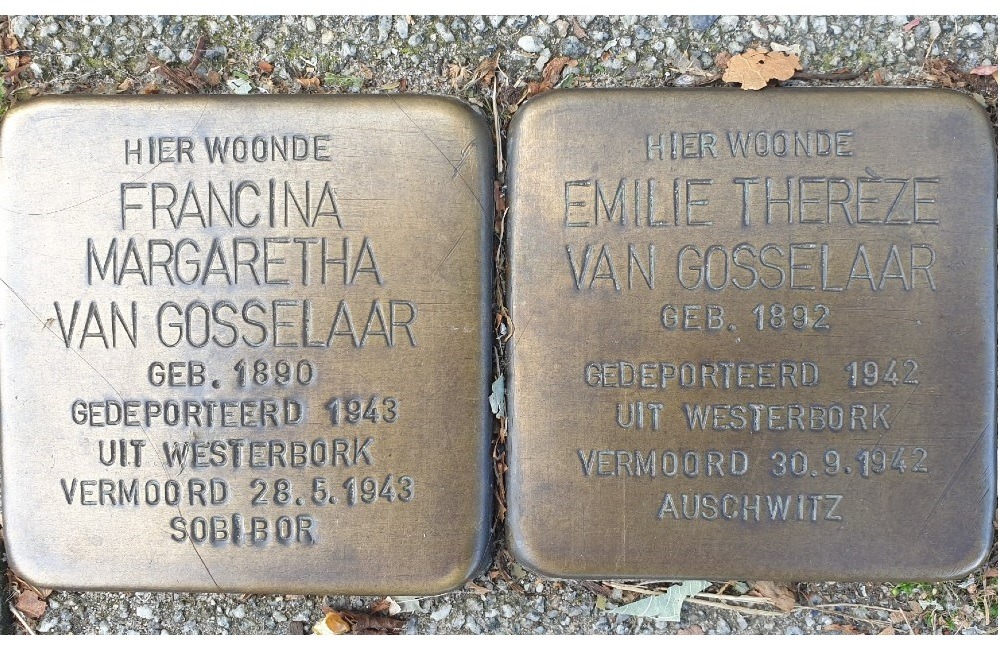 HIER WOONDE
FRANCINA
MARGARETHA
VAN GOSSELAAR
GEB. 1890
GEDEPORTEERD 1943
UIT WESTERBORK
VERMOORD 28.5.1943
SOBIBOR
HIER WOONDE
EMILIE THERÈZE
VAN GOSSELAAR
GEB. 1892
GEDEPORTEERD 1942
UIT WESTERBORK
VERMOORD 30.9.1942
AUSCHWITZ